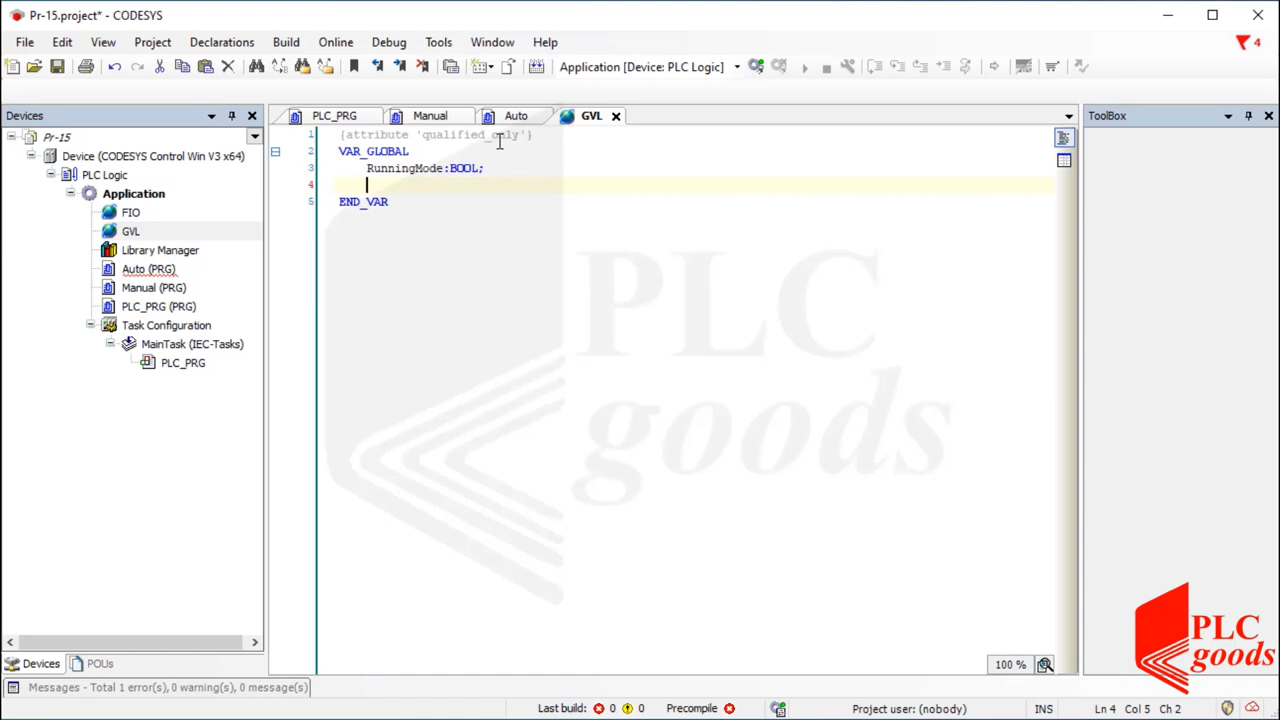 Pr-15.project* - CODESYS
File Edit View Project Declarations Build Online Debug Tools Window Help
4
Application [Device: PLC Logic]
Devices
PLC_PRG Manual Auto GVL
ToolBox
Pr-15
Device (CODESYS Control Win V3 x64)
PLC Logic
Application
FIO
GVL
Library Manager
Auto (PRG)
Manual (PRG)
PLC_PRG (PRG)
Task Configuration
MainTask (IEC-Tasks)
PLC_PRG
1 {attribute 'qualified_only'}
2 VAR_GLOBAL
3 RunningMode:BOOL;
4
5 END_VAR
PLC
goods
100 %
PLC
goods
Devices POUs
Messages - Total 1 error(s), 0 warning(s), 0 message(s)
Last build: 0 0 Precompile Project user: (nobody) INS Ln 4 Col 5 Ch 2